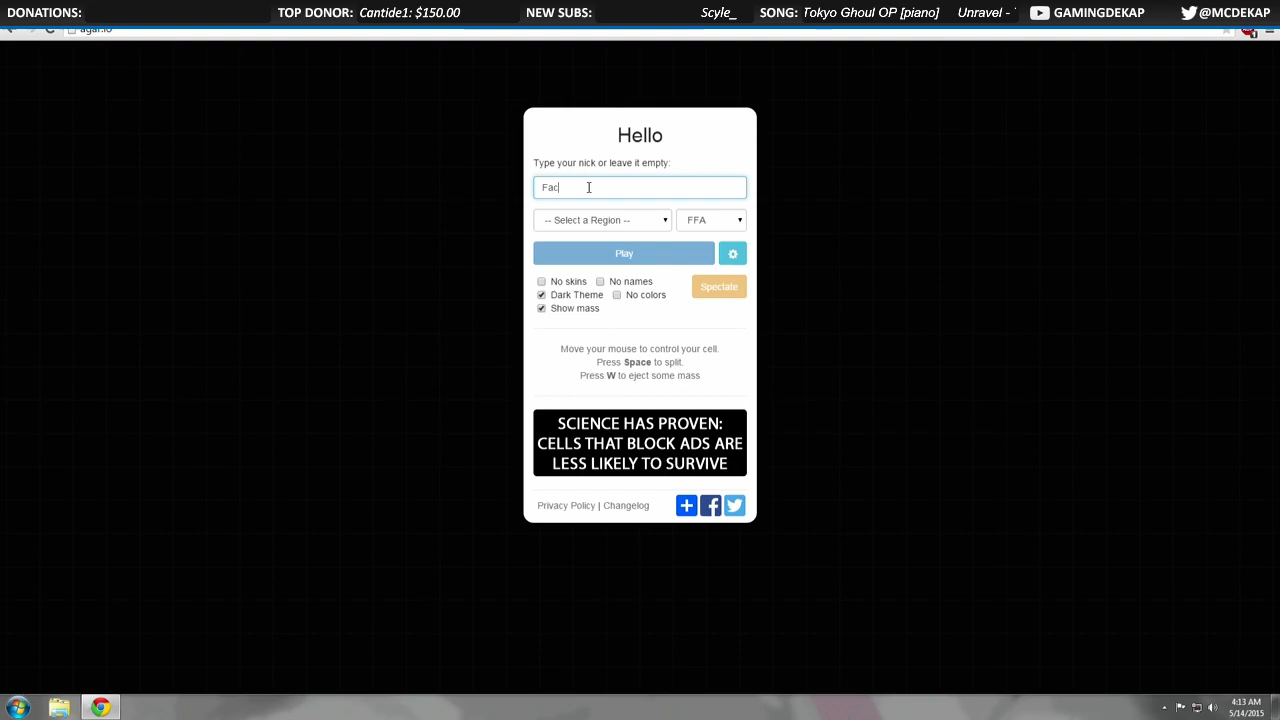 DONATIONS: TOP DONOR: Cantide1: $150.00 NEW SUBS: Scyle_ SONG: Tokyo Ghoul OP [piano] Unravel - GAMINGDEKAP @MCDEKAP
agar.io
Hello
Type your nick or leave it empty:
Fac
-- Select a Region -- FFA
Play
No skins No names
Spectate
Dark Theme No colors
Show mass
Move your mouse to control your cell.
Press Space to split.
Press W to eject some mass
SCIENCE HAS PROVEN:
CELLS THAT BLOCK ADS ARE
LESS LIKELY TO SURVIVE
Privacy Policy | Changelog
4:13 AM
5/14/2015